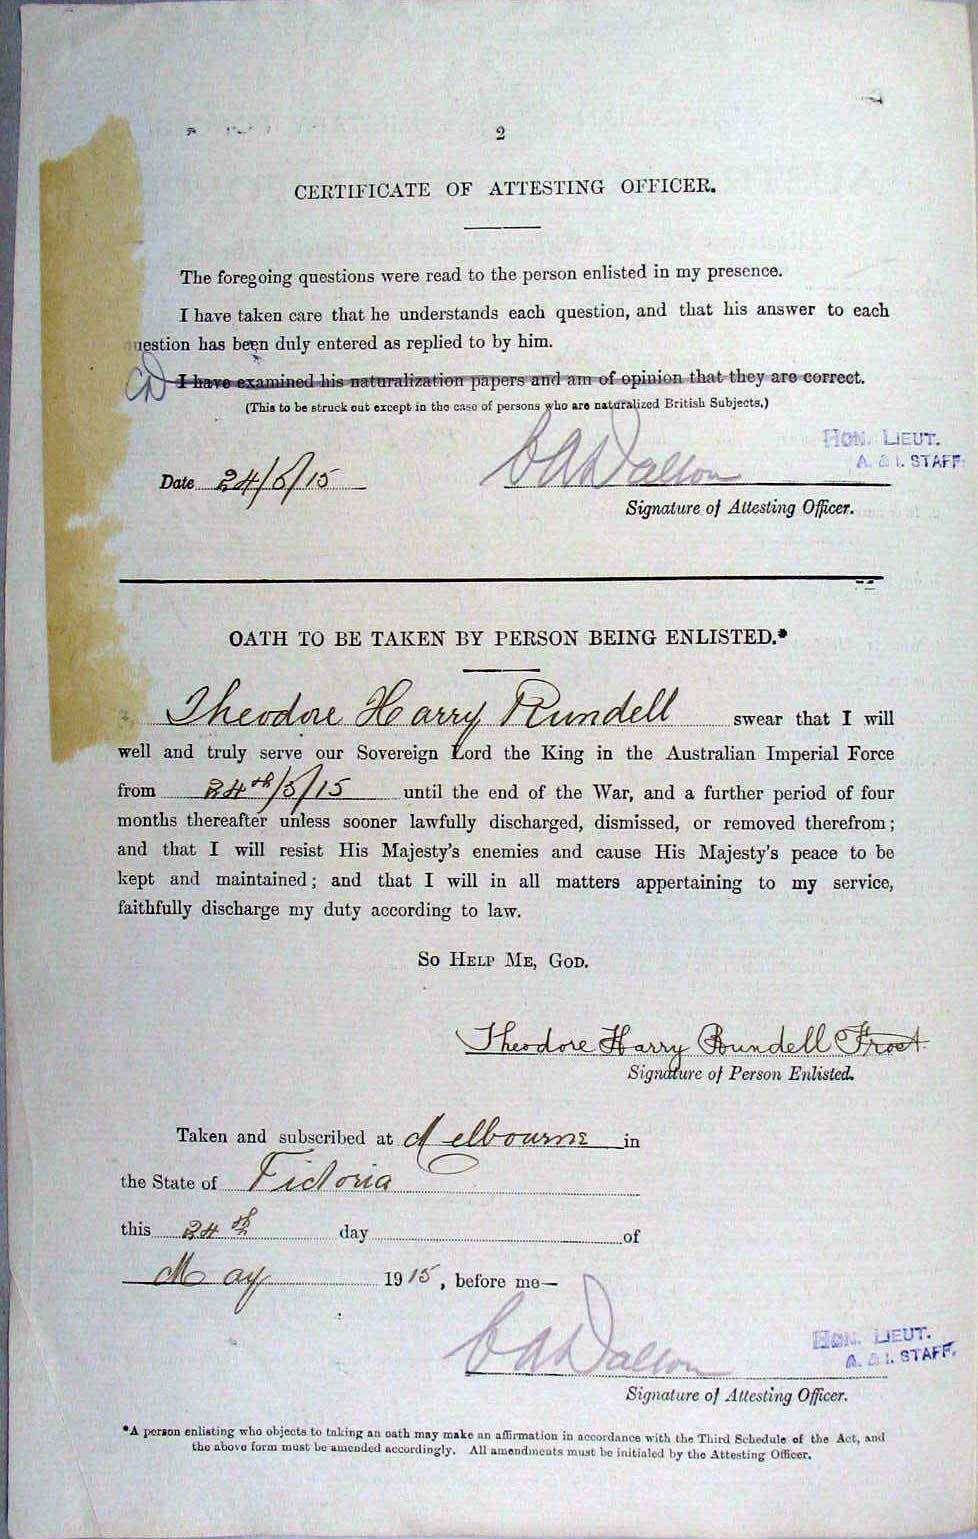 2
CERTIFICATE OF ATTESTING OFFICER.
The foregoing questions were read to the person enlisted in my presence.
I have taken care that he understands each question, and that his answer to each
uestion has been duly entered as replied to by him.
I have examined his naturalization papers and am of opinion that they are correct.
(This to be struck out except in the case of persons who are naturalized British Subjects.)
HON. LIEUT.
A. & I. STAFF
Date 24/5/15 C A Dalton
Signature of Attesting Officer.
OATH TO BE TAKEN BY PERSON BEING ENLISTED.*
Theodore Harry Rundell swear that I will
well and truly serve our Sovereign Lord the King in the Australian Imperial Force
from 24th/5/15 until the end of the War, and a further period of four
months thereafter unless sooner lawfully discharged, dismissed, or removed therefrom;
and that I will resist His Majesty's enemies and cause His Majesty's peace to be
kept and maintained; and that I will in all matters appertaining to my service,
faithfully discharge my duty according to law.
SO HELP ME, GOD.
Theodore Harry Rundell Frost
Signature of Person Enlisted.
Taken and subscribed at Melbourne in
the State of Victoria
this 24th day of
May 1915, before me—
HON. LIEUT.
A. & I. STAFF.
C A Dalton
Signature of Attesting Officer.
*A person enlisting who objects to taking an oath may make an affirmation in accordance with the Third Schedule of the Act, and
the above form must be amended accordingly. All amendments must be initialed by the Attesting Officer.